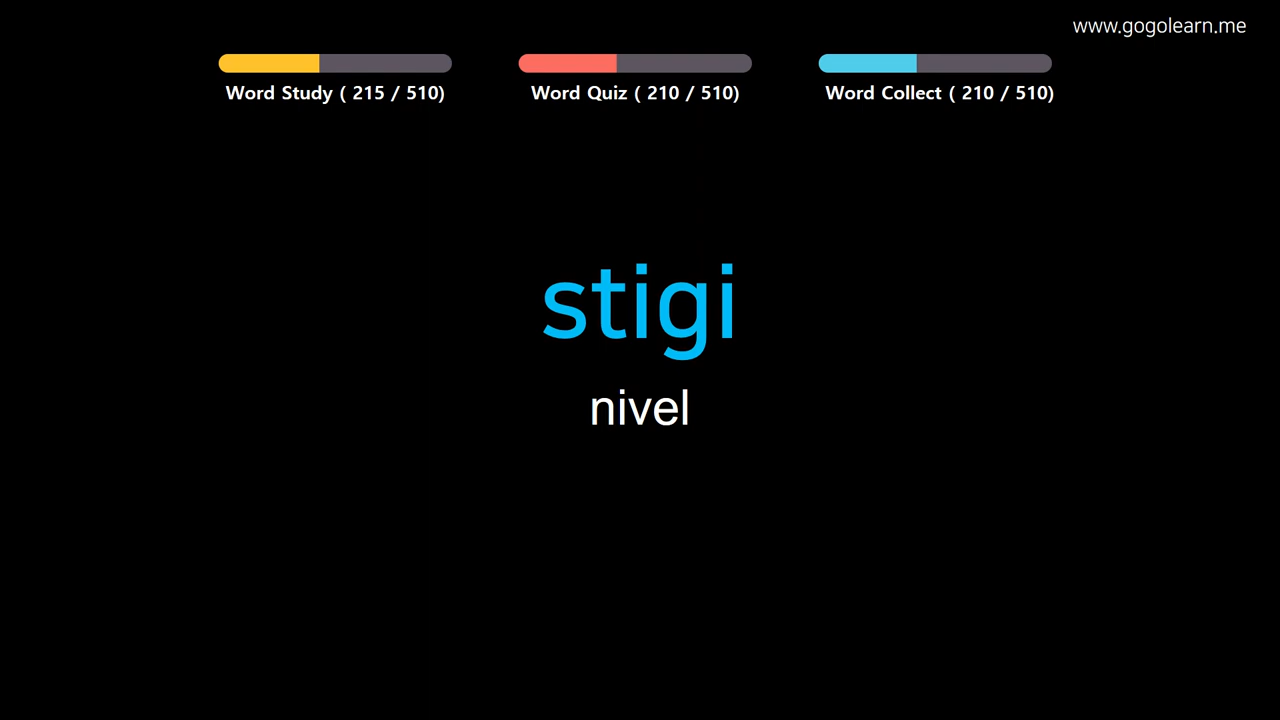 www.gogolearn.me
Word Study ( 215 / 510)
Word Quiz ( 210 / 510)
Word Collect ( 210 / 510)
stigi
nivel